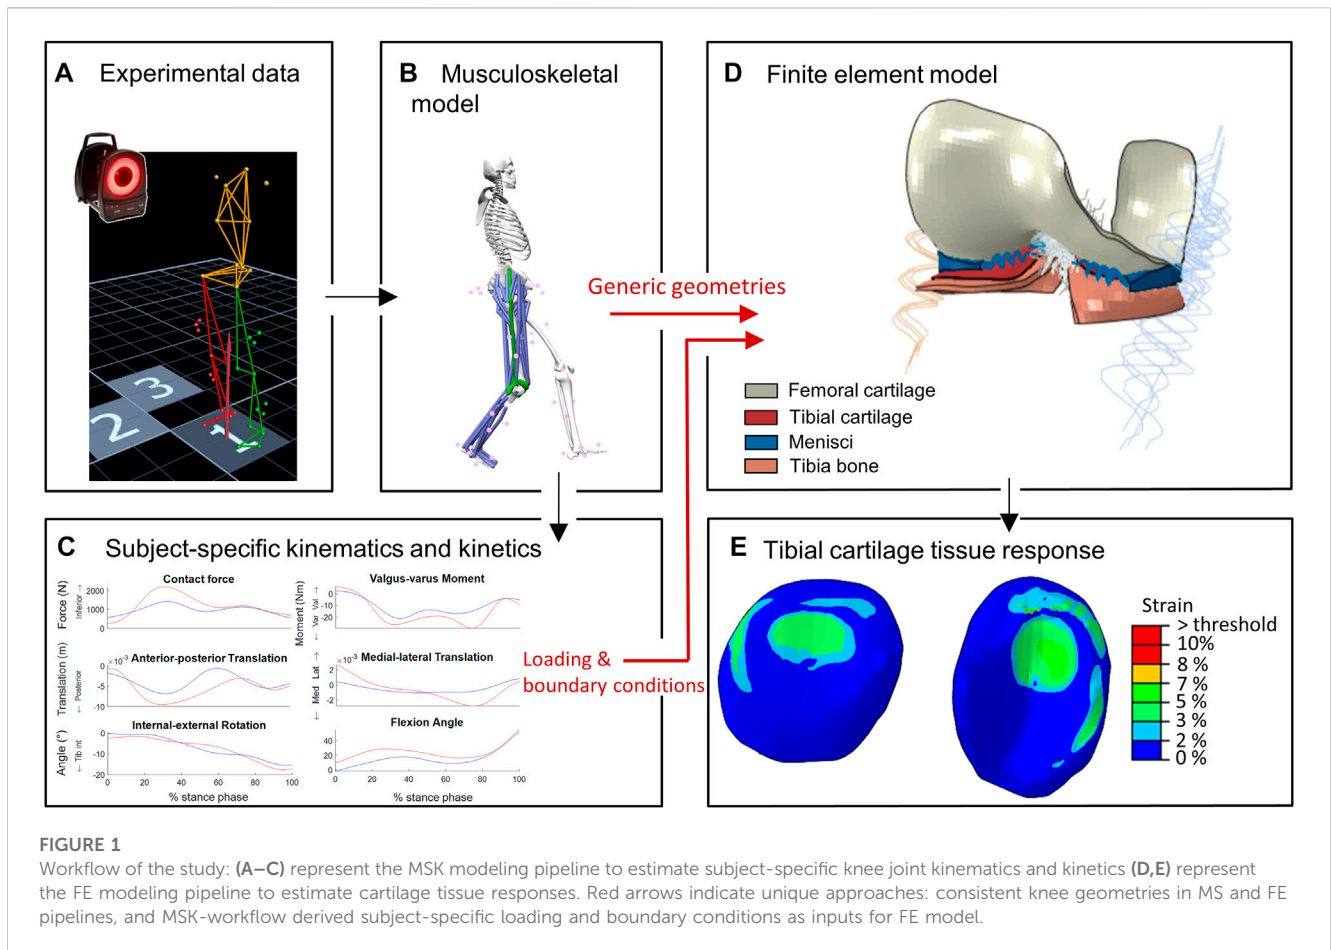 A Experimental data
3
2
1
B Musculoskeletal
model
Generic geometries
D Finite element model
Femoral cartilage
Tibial cartilage
Menisci
Tibia bone
C Subject-specific kinematics and kinetics
Contact force
Force (N)
Inferior →
2000
1000
0
Valgus-varus Moment
Moment (Nm)
← Var Val →
0
-10
-20
Anterior-posterior Translation
×10⁻³
Translation (m)
← Posterior
0
-5
-10
Medial-lateral Translation
×10⁻³
← Med Lat →
2
0
-2
Internal-external Rotation
Angle (°)
← Tib int
0
-10
-20
0 20 40 60 80 100
% stance phase
Flexion Angle
40
20
0
0 20 40 60 80 100
% stance phase
Loading &
boundary conditions
E Tibial cartilage tissue response
Strain
> threshold
10%
8 %
7 %
5 %
3 %
2 %
0 %
FIGURE 1
Workflow of the study: (A–C) represent the MSK modeling pipeline to estimate subject-specific knee joint kinematics and kinetics (D,E) represent
the FE modeling pipeline to estimate cartilage tissue responses. Red arrows indicate unique approaches: consistent knee geometries in MS and FE
pipelines, and MSK-workflow derived subject-specific loading and boundary conditions as inputs for FE model.